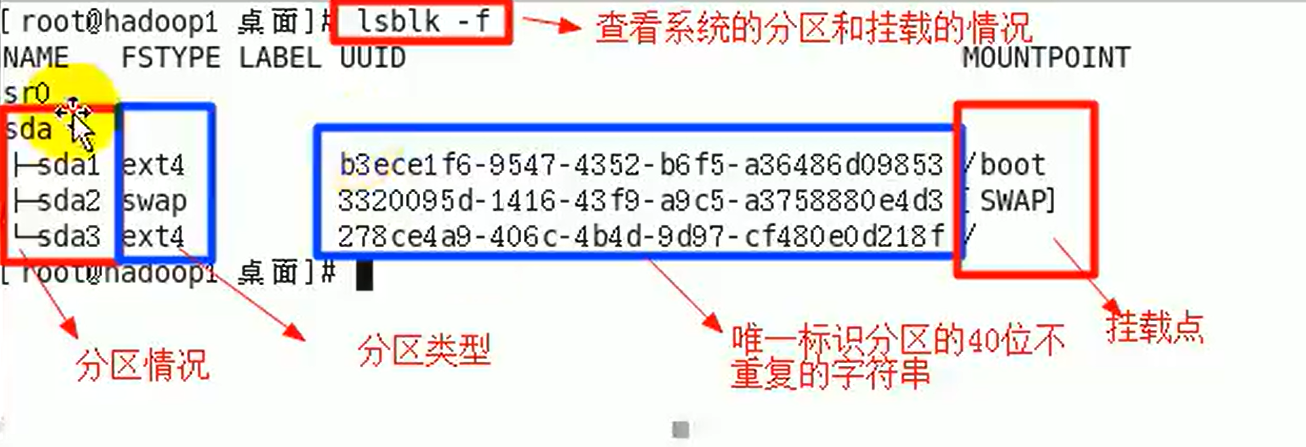 [root@hadoop1 桌面]# lsblk -f
查看系统的分区和挂载的情况
NAME FSTYPE LABEL UUID MOUNTPOINT
sr0
sda
├─sda1 ext4 b3ece1f6-9547-4352-b6f5-a36486d09853 /boot
├─sda2 swap 3320095d-1416-43f9-a9c5-a3758880e4d3 [SWAP]
└─sda3 ext4 278ce4a9-406c-4b4d-9d97-cf480e0d218f /
[root@hadoop1 桌面]#
分区情况
分区类型
唯一标识分区的40位不
重复的字符串
挂载点